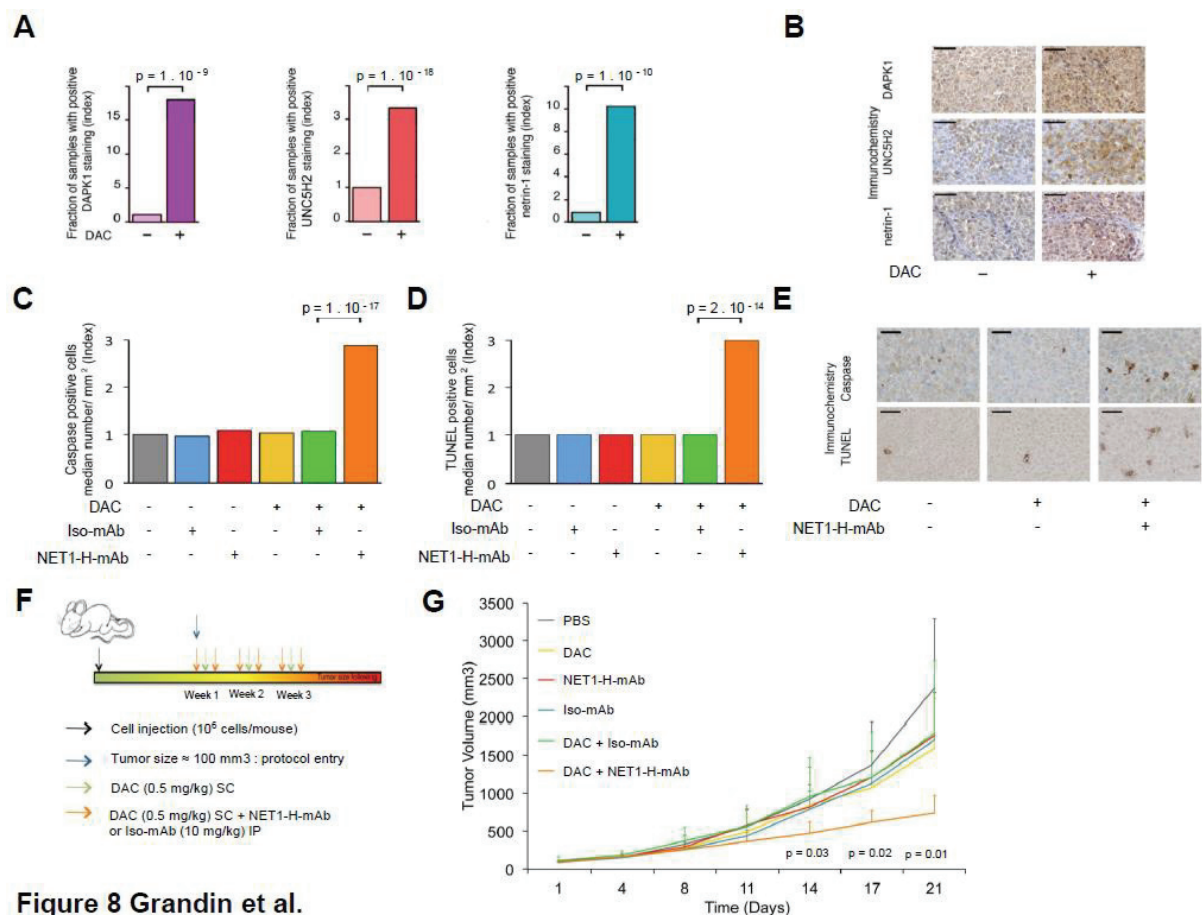 A
p = 1 . 10 - 9
Fraction of samples with positive
DAPK1 staining (index)
15
10
5
0
DAC
−
+
p = 1 . 10 - 16
Fraction of samples with positive
UNC5H2 staining (index)
3
2
1
0
−
+
p = 1 . 10 - 10
Fraction of samples with positive
netrin-1 staining (index)
10
8
6
4
2
0
−
+
B
Immunochemistry
DAPK1
UNC5H2
netrin-1
DAC
−
+
C
p = 1 . 10 - 17
Caspase positive cells
median number/ mm2 (Index)
3
2
1
0
DAC - - - + + +
Iso-mAb - + - - + -
NET1-H-mAb - - + - - +
D
p = 2 . 10 - 14
TUNEL positive cells
median number/ mm2 (Index)
3
2
1
0
DAC - - - + + +
Iso-mAb - + - - + -
NET1-H-mAb - - + - - +
E
Immunochemistry
Caspase
TUNEL
DAC - + +
NET1-H-mAb - - +
F
Tumor size following
Week 1 Week 2 Week 3
Cell injection (106 cells/mouse)
Tumor size ≈ 100 mm3 : protocol entry
DAC (0.5 mg/kg) SC
DAC (0.5 mg/kg) SC + NET1-H-mAb
or Iso-mAb (10 mg/kg) IP
G
Tumor Volume (mm3)
3500
3000
2500
2000
1500
1000
500
0
PBS
DAC
NET1-H-mAb
Iso-mAb
DAC + Iso-mAb
DAC + NET1-H-mAb
p = 0.03 p = 0.02 p = 0.01
1 4 8 11 14 17 21
Time (Days)
Figure 8 Grandin et al.